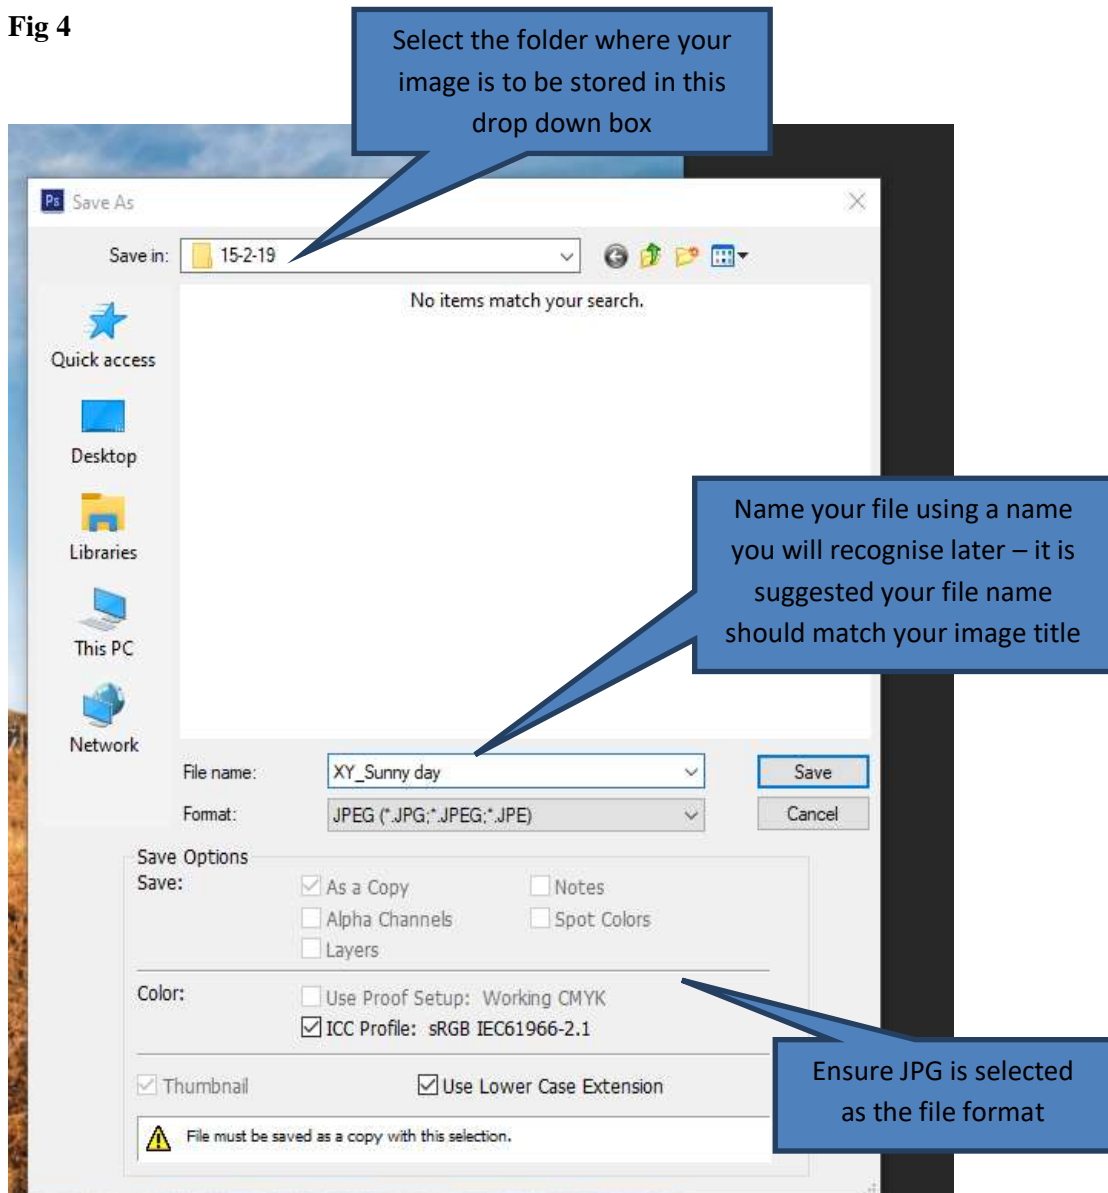 Fig 4
Select the folder where your
image is to be stored in this
drop down box
Ps Save As
Save in: 15-2-19
No items match your search.
Quick access
Desktop
Libraries
This PC
Network
Name your file using a name
you will recognise later – it is
suggested your file name
should match your image title
File name: XY_Sunny day Save
Format: JPEG (*.JPG;*.JPEG;*.JPE) Cancel
Save Options
Save: As a Copy Notes
Alpha Channels Spot Colors
Layers
Color: Use Proof Setup: Working CMYK
ICC Profile: sRGB IEC61966-2.1
Ensure JPG is selected
as the file format
Thumbnail Use Lower Case Extension
File must be saved as a copy with this selection.